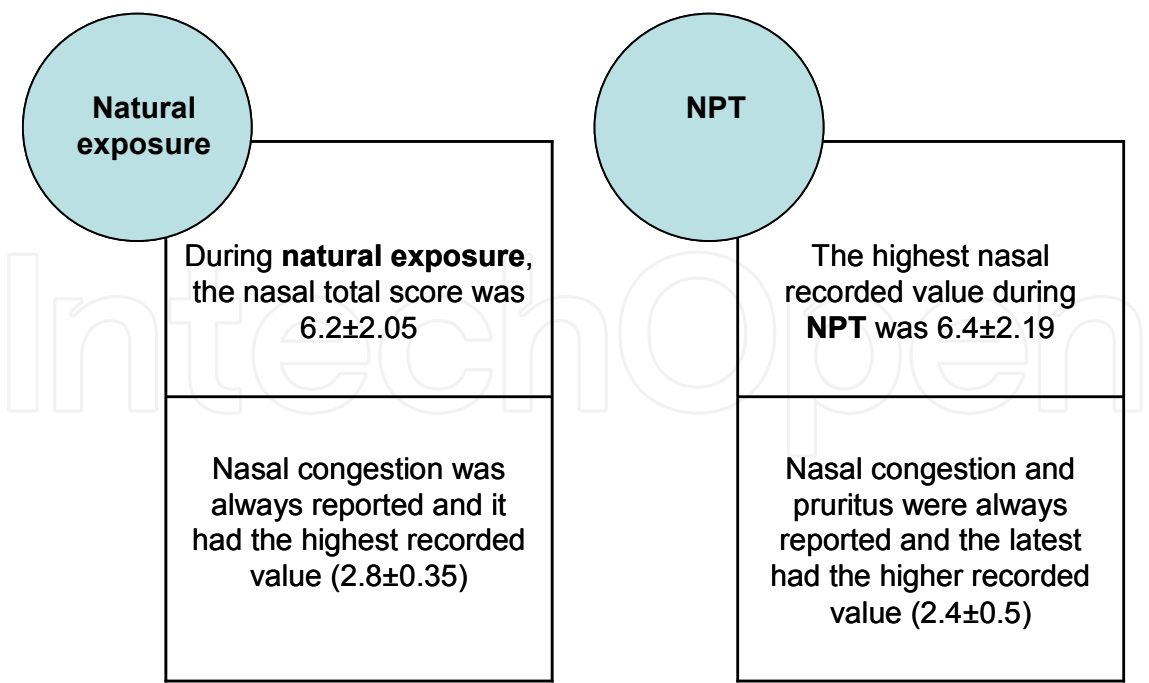 Natural
exposure
During natural exposure,
the nasal total score was
6.2±2.05
Nasal congestion was
always reported and it
had the highest recorded
value (2.8±0.35)
NPT
The highest nasal
recorded value during
NPT was 6.4±2.19
Nasal congestion and
pruritus were always
reported and the latest
had the higher recorded
value (2.4±0.5)
IntechOpen